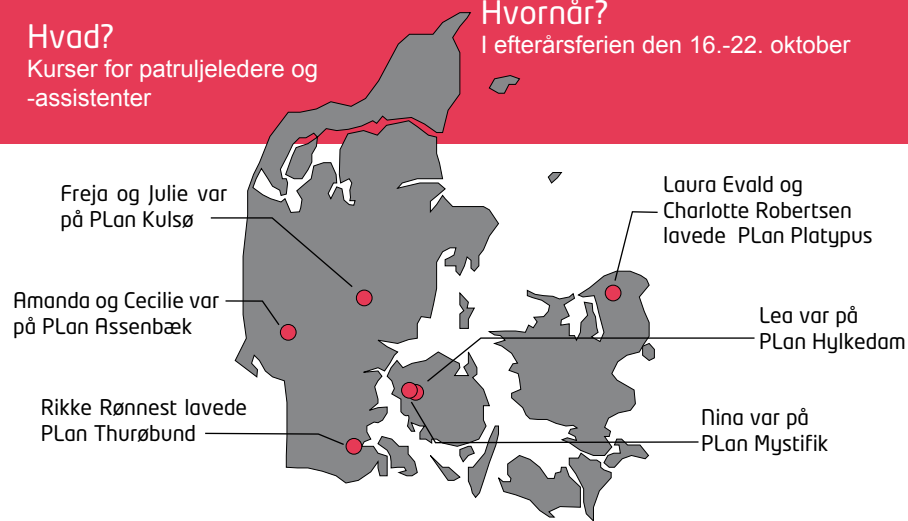 Hvad?
Kurser for patruljeledere og
-assistenter
Hvornår?
I efterårsferien den 16.-22. oktober
Freja og Julie var
på PLan Kulsø
Amanda og Cecilie var
på PLan Assenbæk
Rikke Rønnest lavede
PLan Thurøbund
Laura Evald og
Charlotte Robertsen
lavede PLan Platypus
Lea var på
PLan Hylkedam
Nina var på
PLan Mystifik